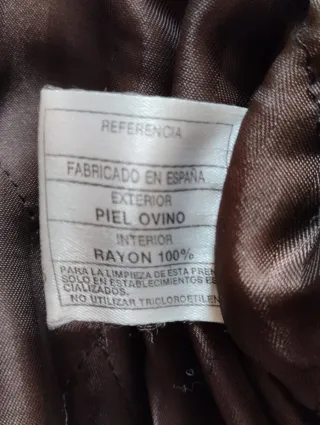 REFERENCIA
FABRICADO EN ESPAÑA
EXTERIOR
PIEL OVINO
INTERIOR
RAYON 100%
PARA LA LIMPIEZA DE ESTA PREN
SOLO EN ESTABLECIMIENTOS E
CIALIZADOS.
NO UTILIZAR TRICLOROETILEN